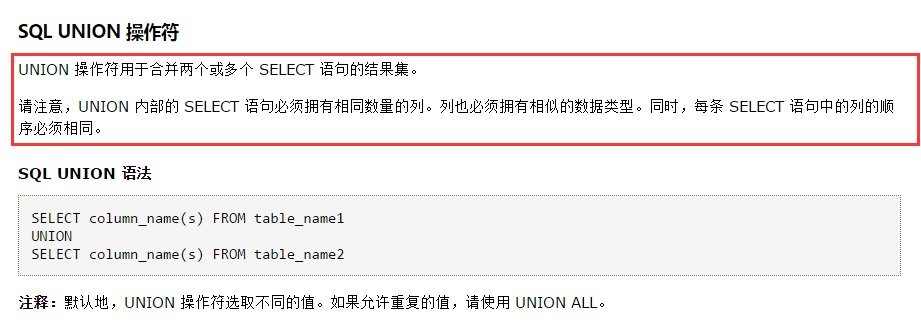 SQL UNION 操作符
UNION 操作符用于合并两个或多个 SELECT 语句的结果集。
请注意，UNION 内部的 SELECT 语句必须拥有相同数量的列。列也必须拥有相似的数据类型。同时，每条 SELECT 语句中的列的顺
序必须相同。
SQL UNION 语法
SELECT column_name(s) FROM table_name1
UNION
SELECT column_name(s) FROM table_name2
注释：默认地，UNION 操作符选取不同的值。如果允许重复的值，请使用 UNION ALL。